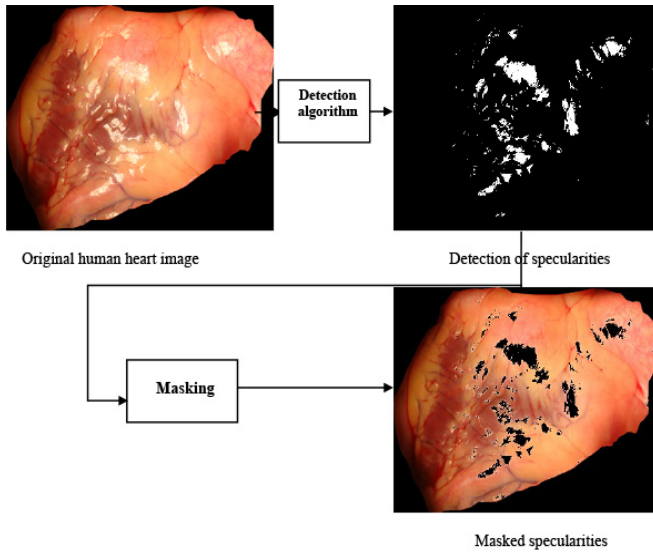 Detection
algorithm
Original human heart image
Detection of specularities
Masking
Masked specularities